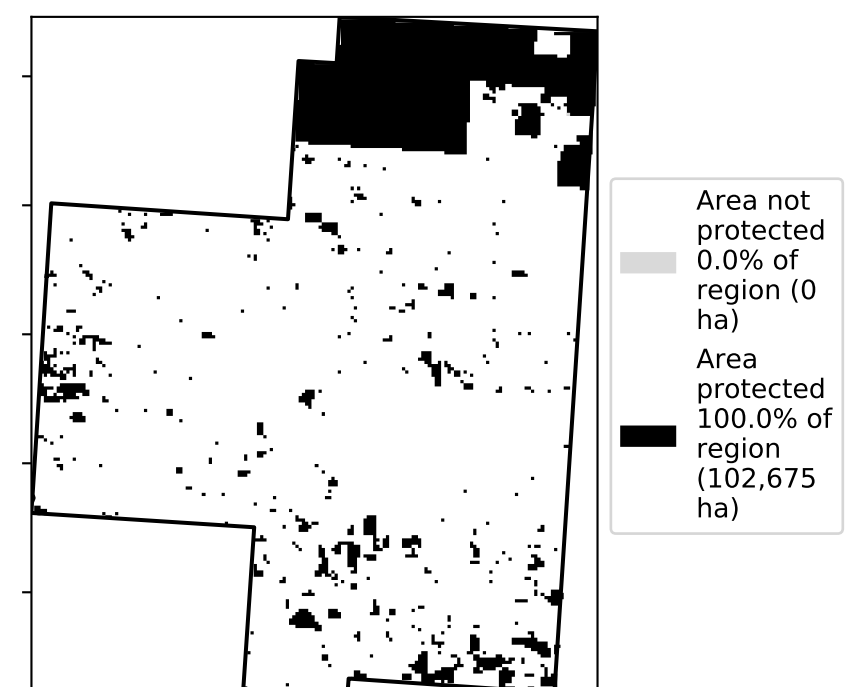 Area not
protected
0.0% of
region (0
ha)
Area
protected
100.0% of
region
(102,675
ha)